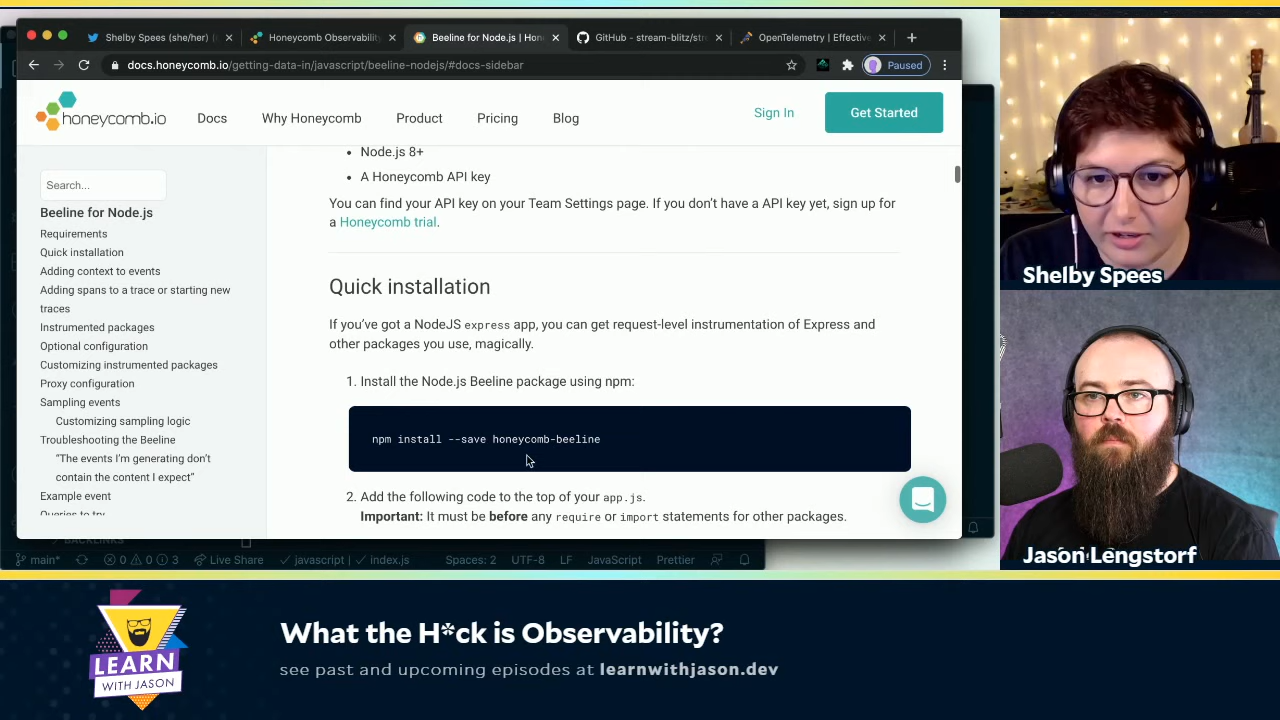 Shelby Spees (she/her)
Honeycomb Observability
Beeline for Node.js | Hon
GitHub - stream-blitz/str
OpenTelemetry | Effective
docs.honeycomb.io/getting-data-in/javascript/beeline-nodejs/#docs-sidebar
Paused
honeycomb.io
Docs
Why Honeycomb
Product
Pricing
Blog
Sign In
Get Started
Search...
Beeline for Node.js
Requirements
Quick installation
Adding context to events
Adding spans to a trace or starting new
traces
Instrumented packages
Optional configuration
Customizing instrumented packages
Proxy configuration
Sampling events
Customizing sampling logic
Troubleshooting the Beeline
“The events I’m generating don’t
contain the content I expect”
Example event
Queries to try
• Node.js 8+
• A Honeycomb API key
You can find your API key on your Team Settings page. If you don’t have a API key yet, sign up for
a Honeycomb trial.
Quick installation
If you’ve got a NodeJS express app, you can get request-level instrumentation of Express and
other packages you use, magically.
1. Install the Node.js Beeline package using npm:
npm install --save honeycomb-beeline
2. Add the following code to the top of your app.js.
Important: It must be before any require or import statements for other packages.
BACKLINKS
main*
0 0 3
Live Share
javascript | index.js
Spaces: 2
UTF-8
LF
JavaScript
Prettier
Shelby Spees
Jason Lengstorf
LEARN
WITH JASON
What the H*ck is Observability?
see past and upcoming episodes at learnwithjason.dev